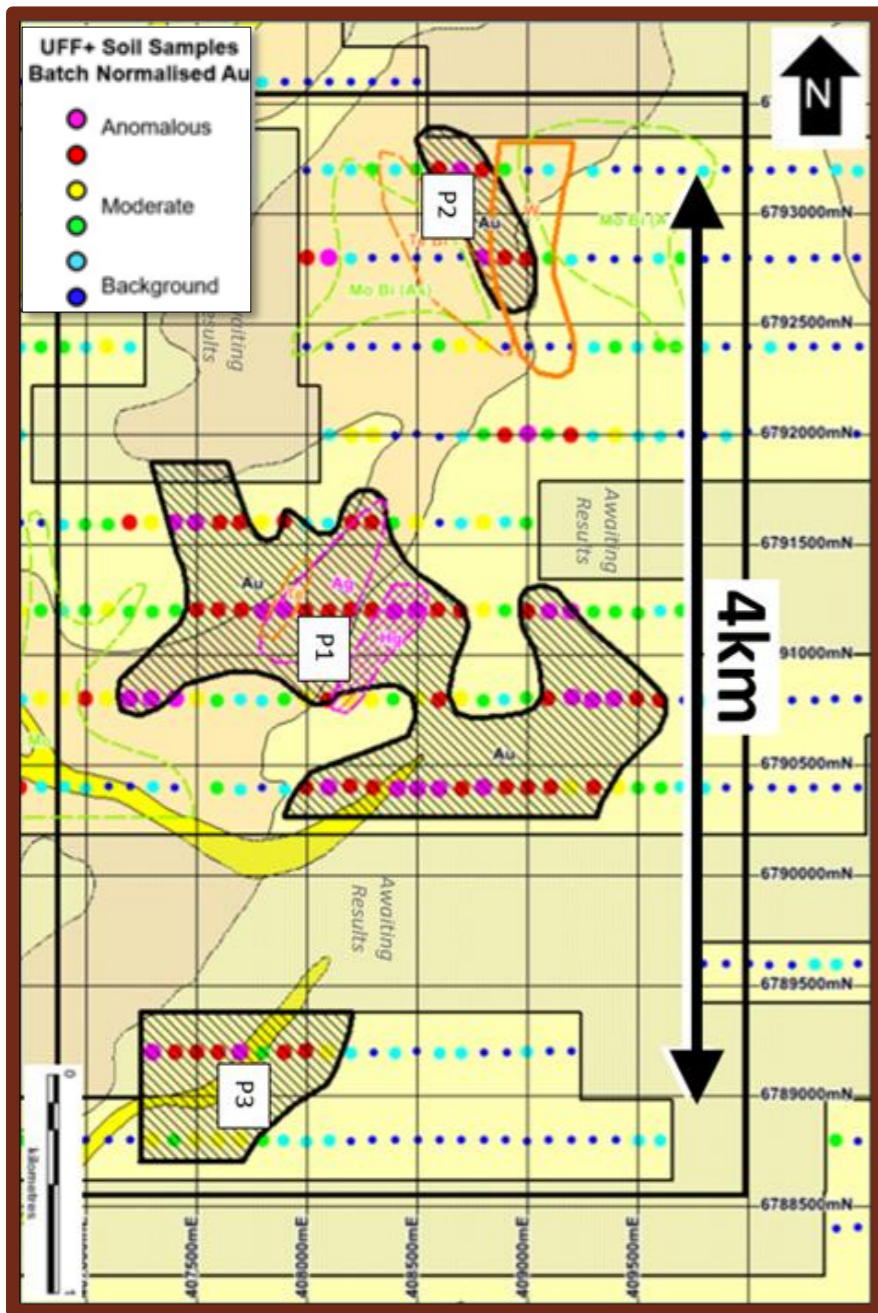 UFF+ Soil Samples
Batch Normalised Au
Anomalous
Moderate
Background
N
P2
Au
W
Te Bi
Mo Bi (As)
Mo Bi (A
6793000mN
6792500mN
Awaiting
Results
6792000mN
Awaiting
Results
6791500mN
Au
Ag
Te
Hg
P1
4km
91000mN
6790500mN
Au
Mo
6790000mN
Awaiting
Results
6789500mN
P3
6789000mN
6788500mN
407500mE
408000mE
408500mE
409000mE
409500mE
0
1
kilometres